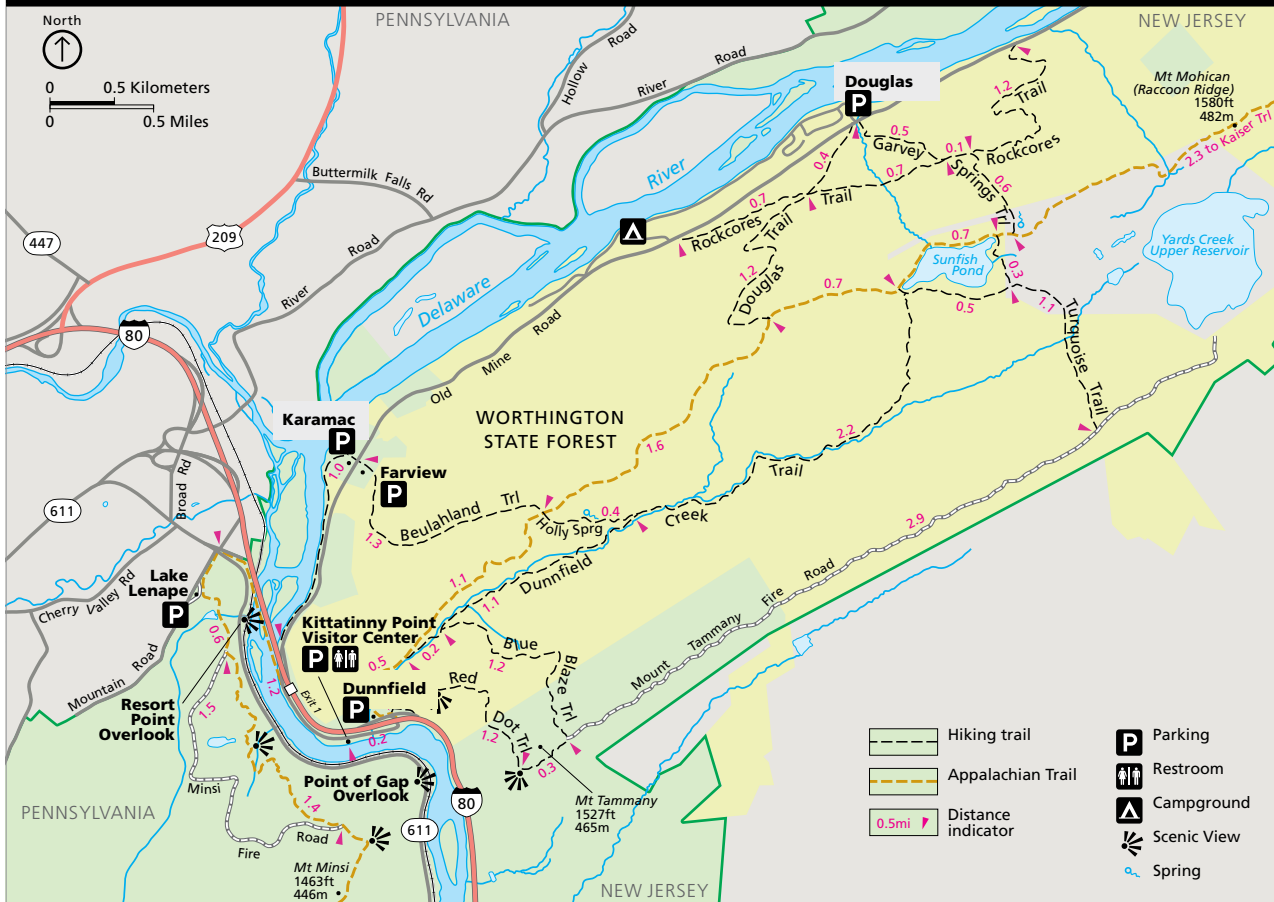 PENNSYLVANIA
NEW JERSEY
North
0 0.5 Kilometers
0 0.5 Miles
Hollow Road
River Road
Douglas
P
Mt Mohican
(Raccoon Ridge)
1580ft
482m
1.2
Trail
0.5
Garvey
Springs
Trl
0.1
Rockcores
2.3 to Kaiser Trl
0.4
0.7
0.6
River
Buttermilk Falls Rd
209
447
River Road
Rockcores
0.7
Trail
Trail
0.7
Sunfish
Pond
Yards Creek
Upper Reservoir
1.2
Douglas
0.7
0.3
0.5
1.1
Turquoise
Trail
Delaware
80
Old Mine Road
Karamac
P
WORTHINGTON
STATE FOREST
1.0
Farview
P
1.6
2.2
Trail
Broad Rd
611
Beulahland Trl
1.3
Holly Sprg
0.4
Creek
2.9
Lake
Lenape
P
Cherry Valley Rd
1.1
Dunnfield
1.1
Mount Tammany Fire Road
Kittatinny Point
Visitor Center
P
0.6
0.5
0.2
Blue
Blaze Trl
1.2
Mountain Road
1.2
Exit 1
Dunnfield
P
Red
Dot Trl
1.2
Resort
Point
Overlook
1.5
0.2
0.3
Point of Gap
Overlook
Minsi
Fire
Road
1.4
80
611
Mt Tammany
1527ft
465m
PENNSYLVANIA
Mt Minsi
1463ft
446m
NEW JERSEY
Hiking trail
Appalachian Trail
0.5mi
Distance
indicator
P
Parking
Restroom
Campground
Scenic View
Spring